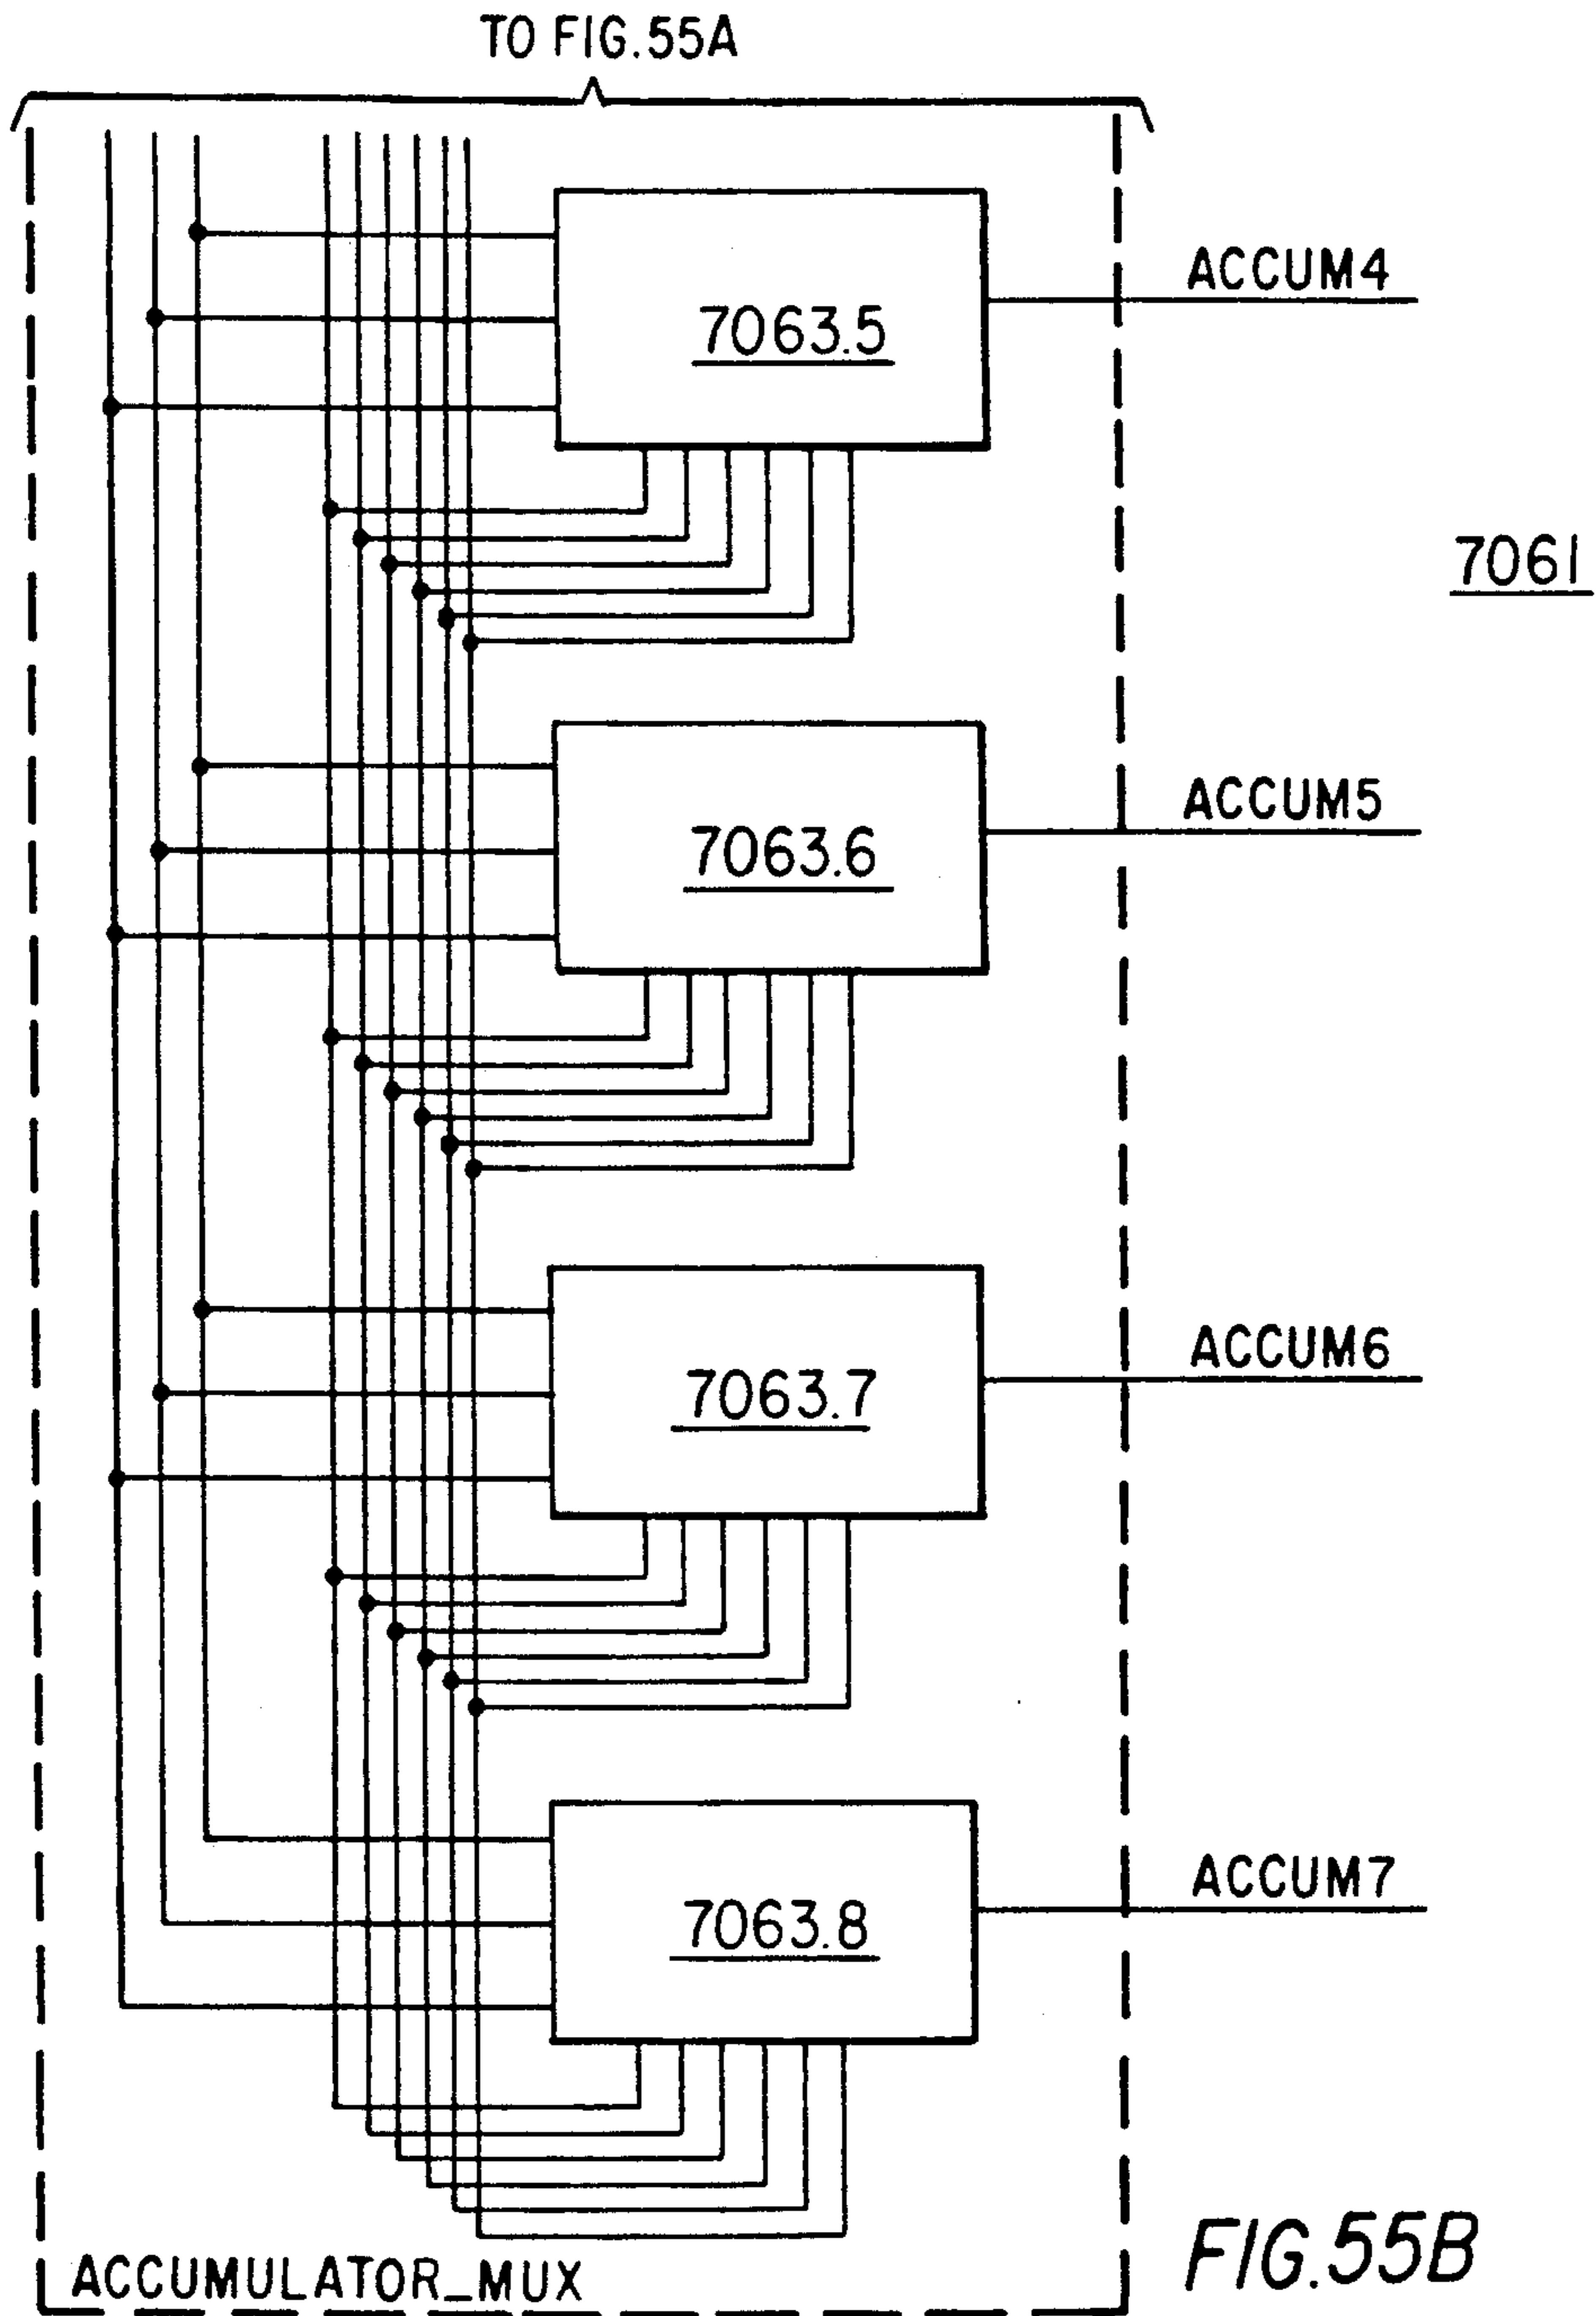 TO FIG.55A
ACCUM4
7063.5
7061
ACCUM5
7063.6
ACCUM6
7063.7
ACCUM7
7063.8
ACCUMULATOR_MUX
FIG.55B